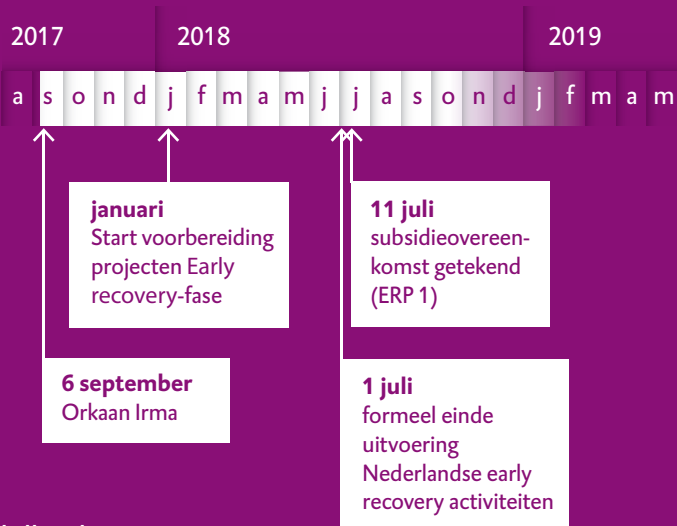 2017 2018 2019
a s o n d j f m a m j j a s o n d j f m a m
januari
Start voorbereiding
projecten Early
recovery-fase
11 juli
subsidieovereen-
komst getekend
(ERP 1)
6 september
Orkaan Irma
1 juli
formeel einde
uitvoering
Nederlandse early
recovery activiteiten